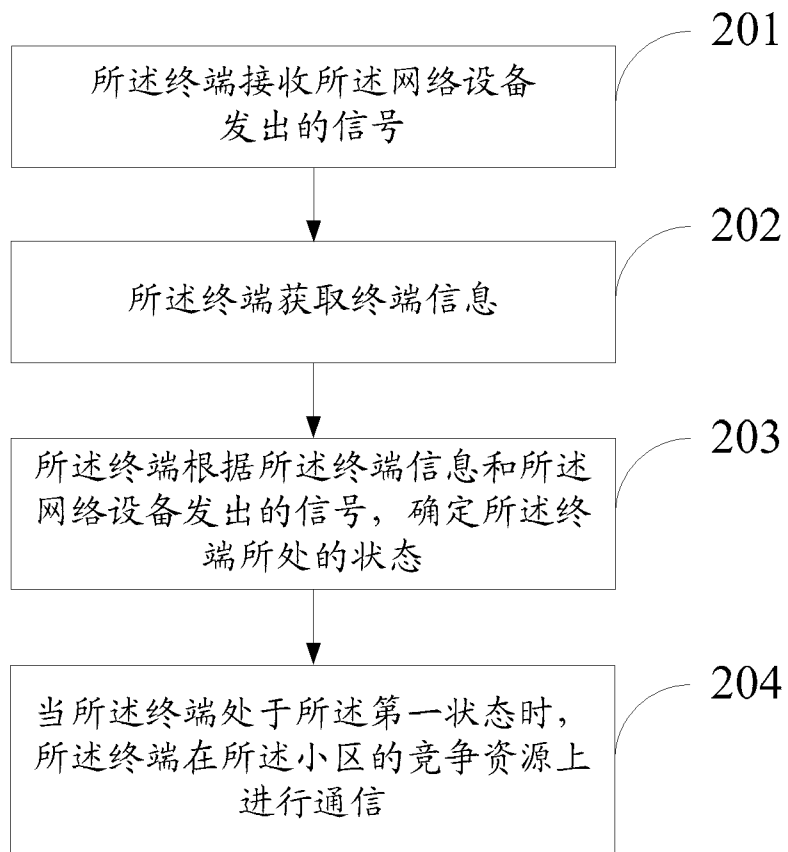 201
所述终端接收所述网络设备
发出的信号
202
所述终端获取终端信息
203
所述终端根据所述终端信息和所述
网络设备发出的信号，确定所述终
端所处的状态
204
当所述终端处于所述第一状态时，
所述终端在所述小区的竞争资源上
进行通信